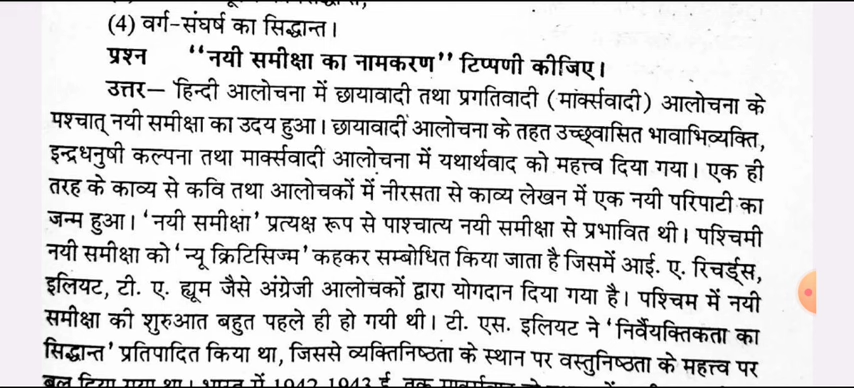 (4) वर्ग-संघर्ष का सिद्धान्त।
प्रश्न “नयी समीक्षा का नामकरण” टिप्पणी कीजिए।
उत्तर— हिन्दी आलोचना में छायावादी तथा प्रगतिवादी (मार्क्सवादी) आलोचना के
पश्चात् नयी समीक्षा का उदय हुआ। छायावादी आलोचना के तहत उच्छ्वासित भावाभिव्यक्ति,
इन्द्रधनुषी कल्पना तथा मार्क्सवादी आलोचना में यथार्थवाद को महत्त्व दिया गया। एक ही
तरह के काव्य से कवि तथा आलोचकों में नीरसता से काव्य लेखन में एक नयी परिपाटी का
जन्म हुआ। ‘नयी समीक्षा’ प्रत्यक्ष रूप से पाश्चात्य नयी समीक्षा से प्रभावित थी। पश्चिमी
नयी समीक्षा को ‘न्यू क्रिटिसिज्म’ कहकर सम्बोधित किया जाता है जिसमें आई. ए. रिचर्ड्स,
इलियट, टी. ए. ह्यूम जैसे अंग्रेजी आलोचकों द्वारा योगदान दिया गया है। पश्चिम में नयी
समीक्षा की शुरुआत बहुत पहले ही हो गयी थी। टी. एस. इलियट ने ‘निर्वैयक्तिकता का
सिद्धान्त’ प्रतिपादित किया था, जिससे व्यक्तिनिष्ठता के स्थान पर वस्तुनिष्ठता के महत्त्व पर
बल दिया गया था। भारत में 1942-1943 ई. तक